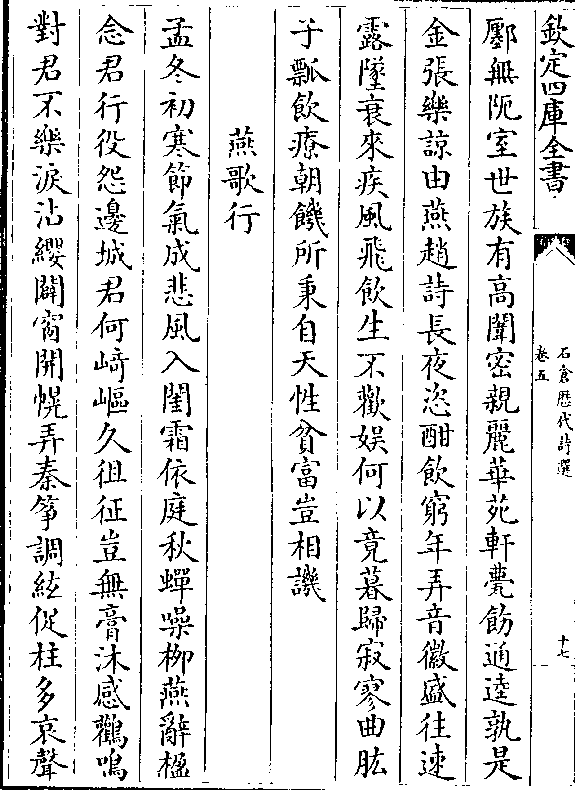 欽定四庫全書
石倉歷代詩選
卷五
十七
酆無阨室世族有高闈密親麗華苑軒甍飭通逵孰是
金張樂諒由燕趙詩長夜恣酣飲窮年弄音徽盛往速
露墜衰來疾風飛飲生不歡娛何以竟暮歸寂寥曲肱
子瓢飲療朝饑所秉自天性貧富豈相譏
燕歌行
孟冬初寒節氣成悲風入閨霜依庭秋蟬噪柳燕辭楹
念君行役怨邊城君何崎嶇久徂征豈無膏沐感鸛鳴
對君不樂淚沾纓闢窗開幌弄秦箏調絃促柱多哀聲